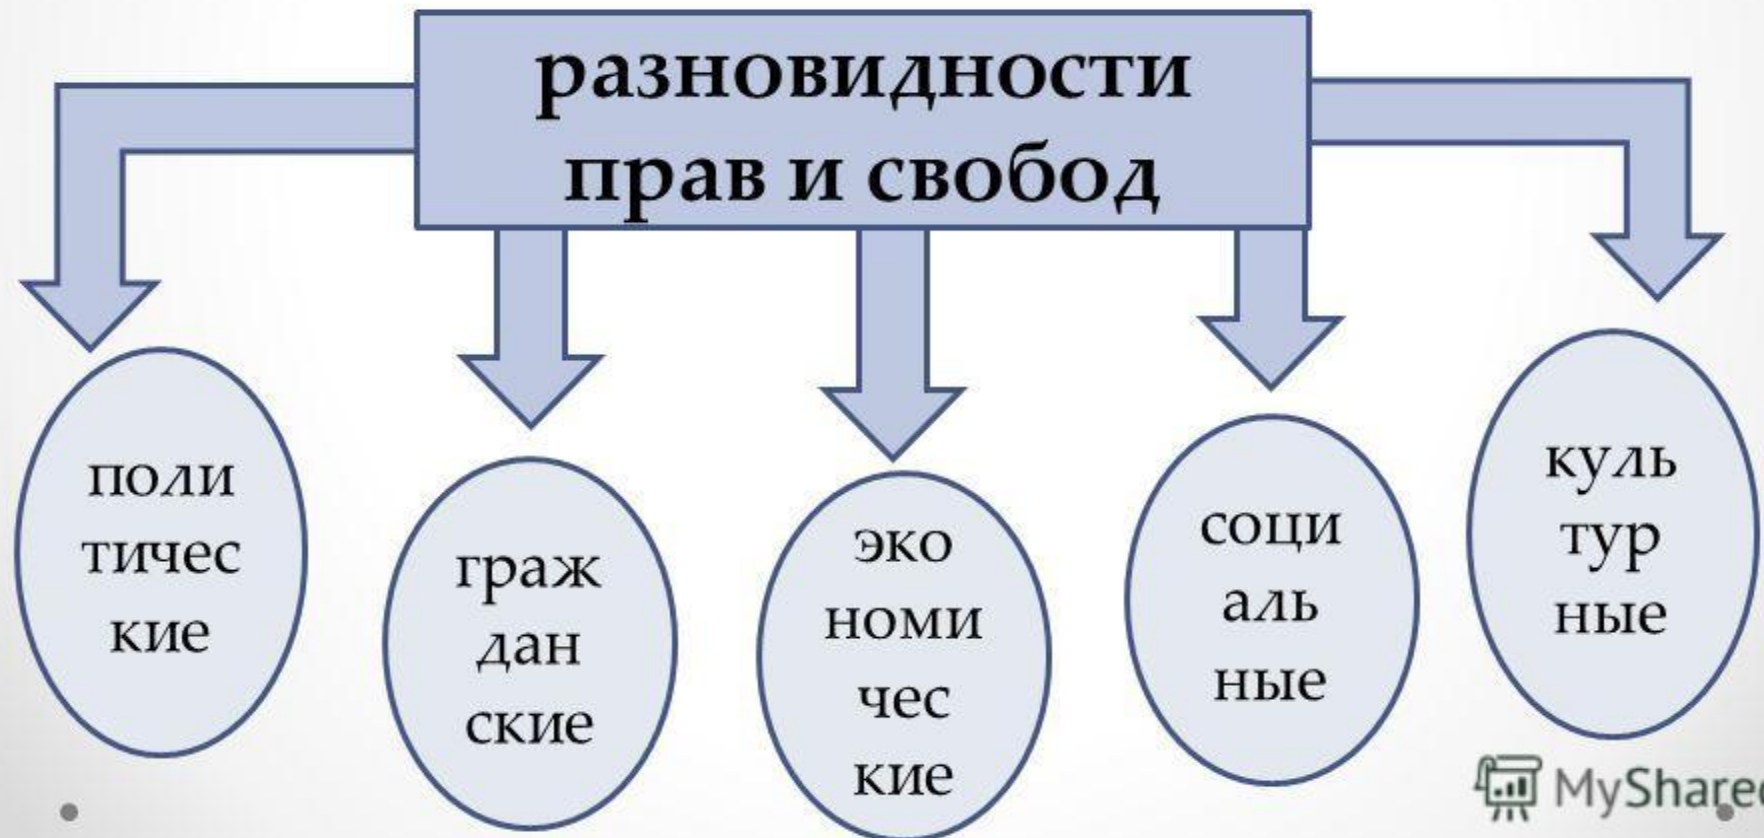 разновидности
прав и свобод
поли
тичес
кие
граж
дан
ские
эко
номи
чес
кие
соци
аль
ные
куль
тур
ные
MyShared